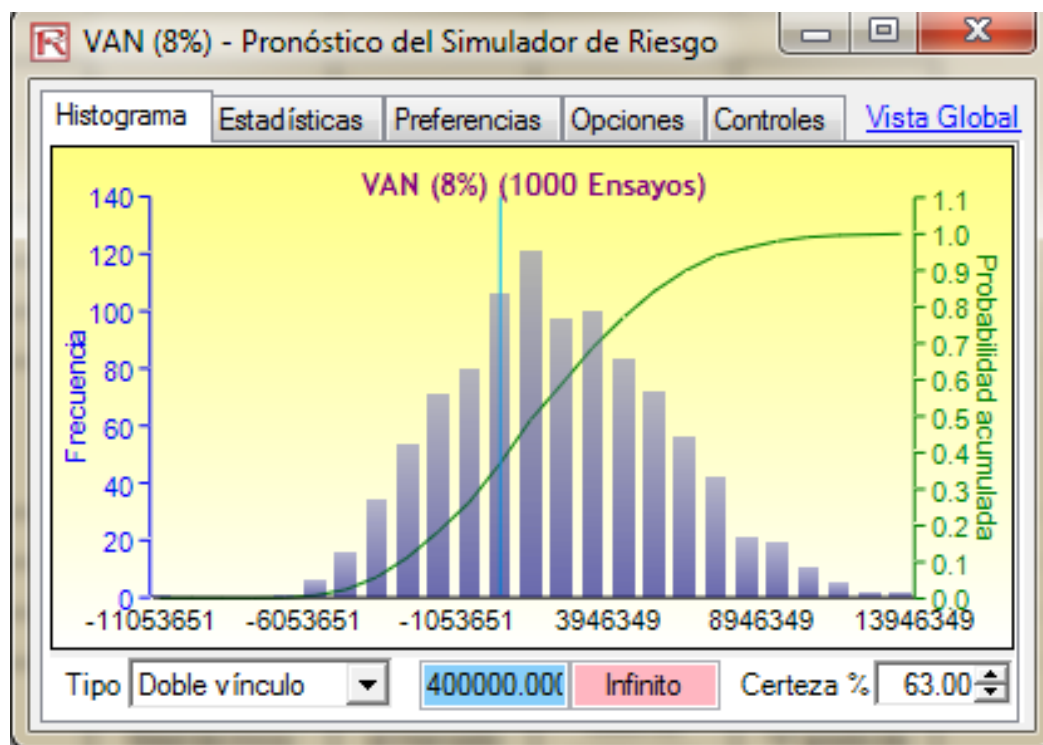 VAN (8%) - Pronóstico del Simulador de Riesgo
Histograma Estadísticas Preferencias Opciones Controles Vista Global
VAN (8%) (1000 Ensayos)
Frecuencia
140
120
100
80
60
40
20
0
-11053651 -6053651 -1053651 3946349 8946349 13946349
1.1
1.0
0.9
0.8
0.7
0.6
0.5
0.4
0.3
0.2
0.1
0.0
Probabilidad acumulada
Tipo Doble vínculo 400000.000 Infinito Certeza % 63.00